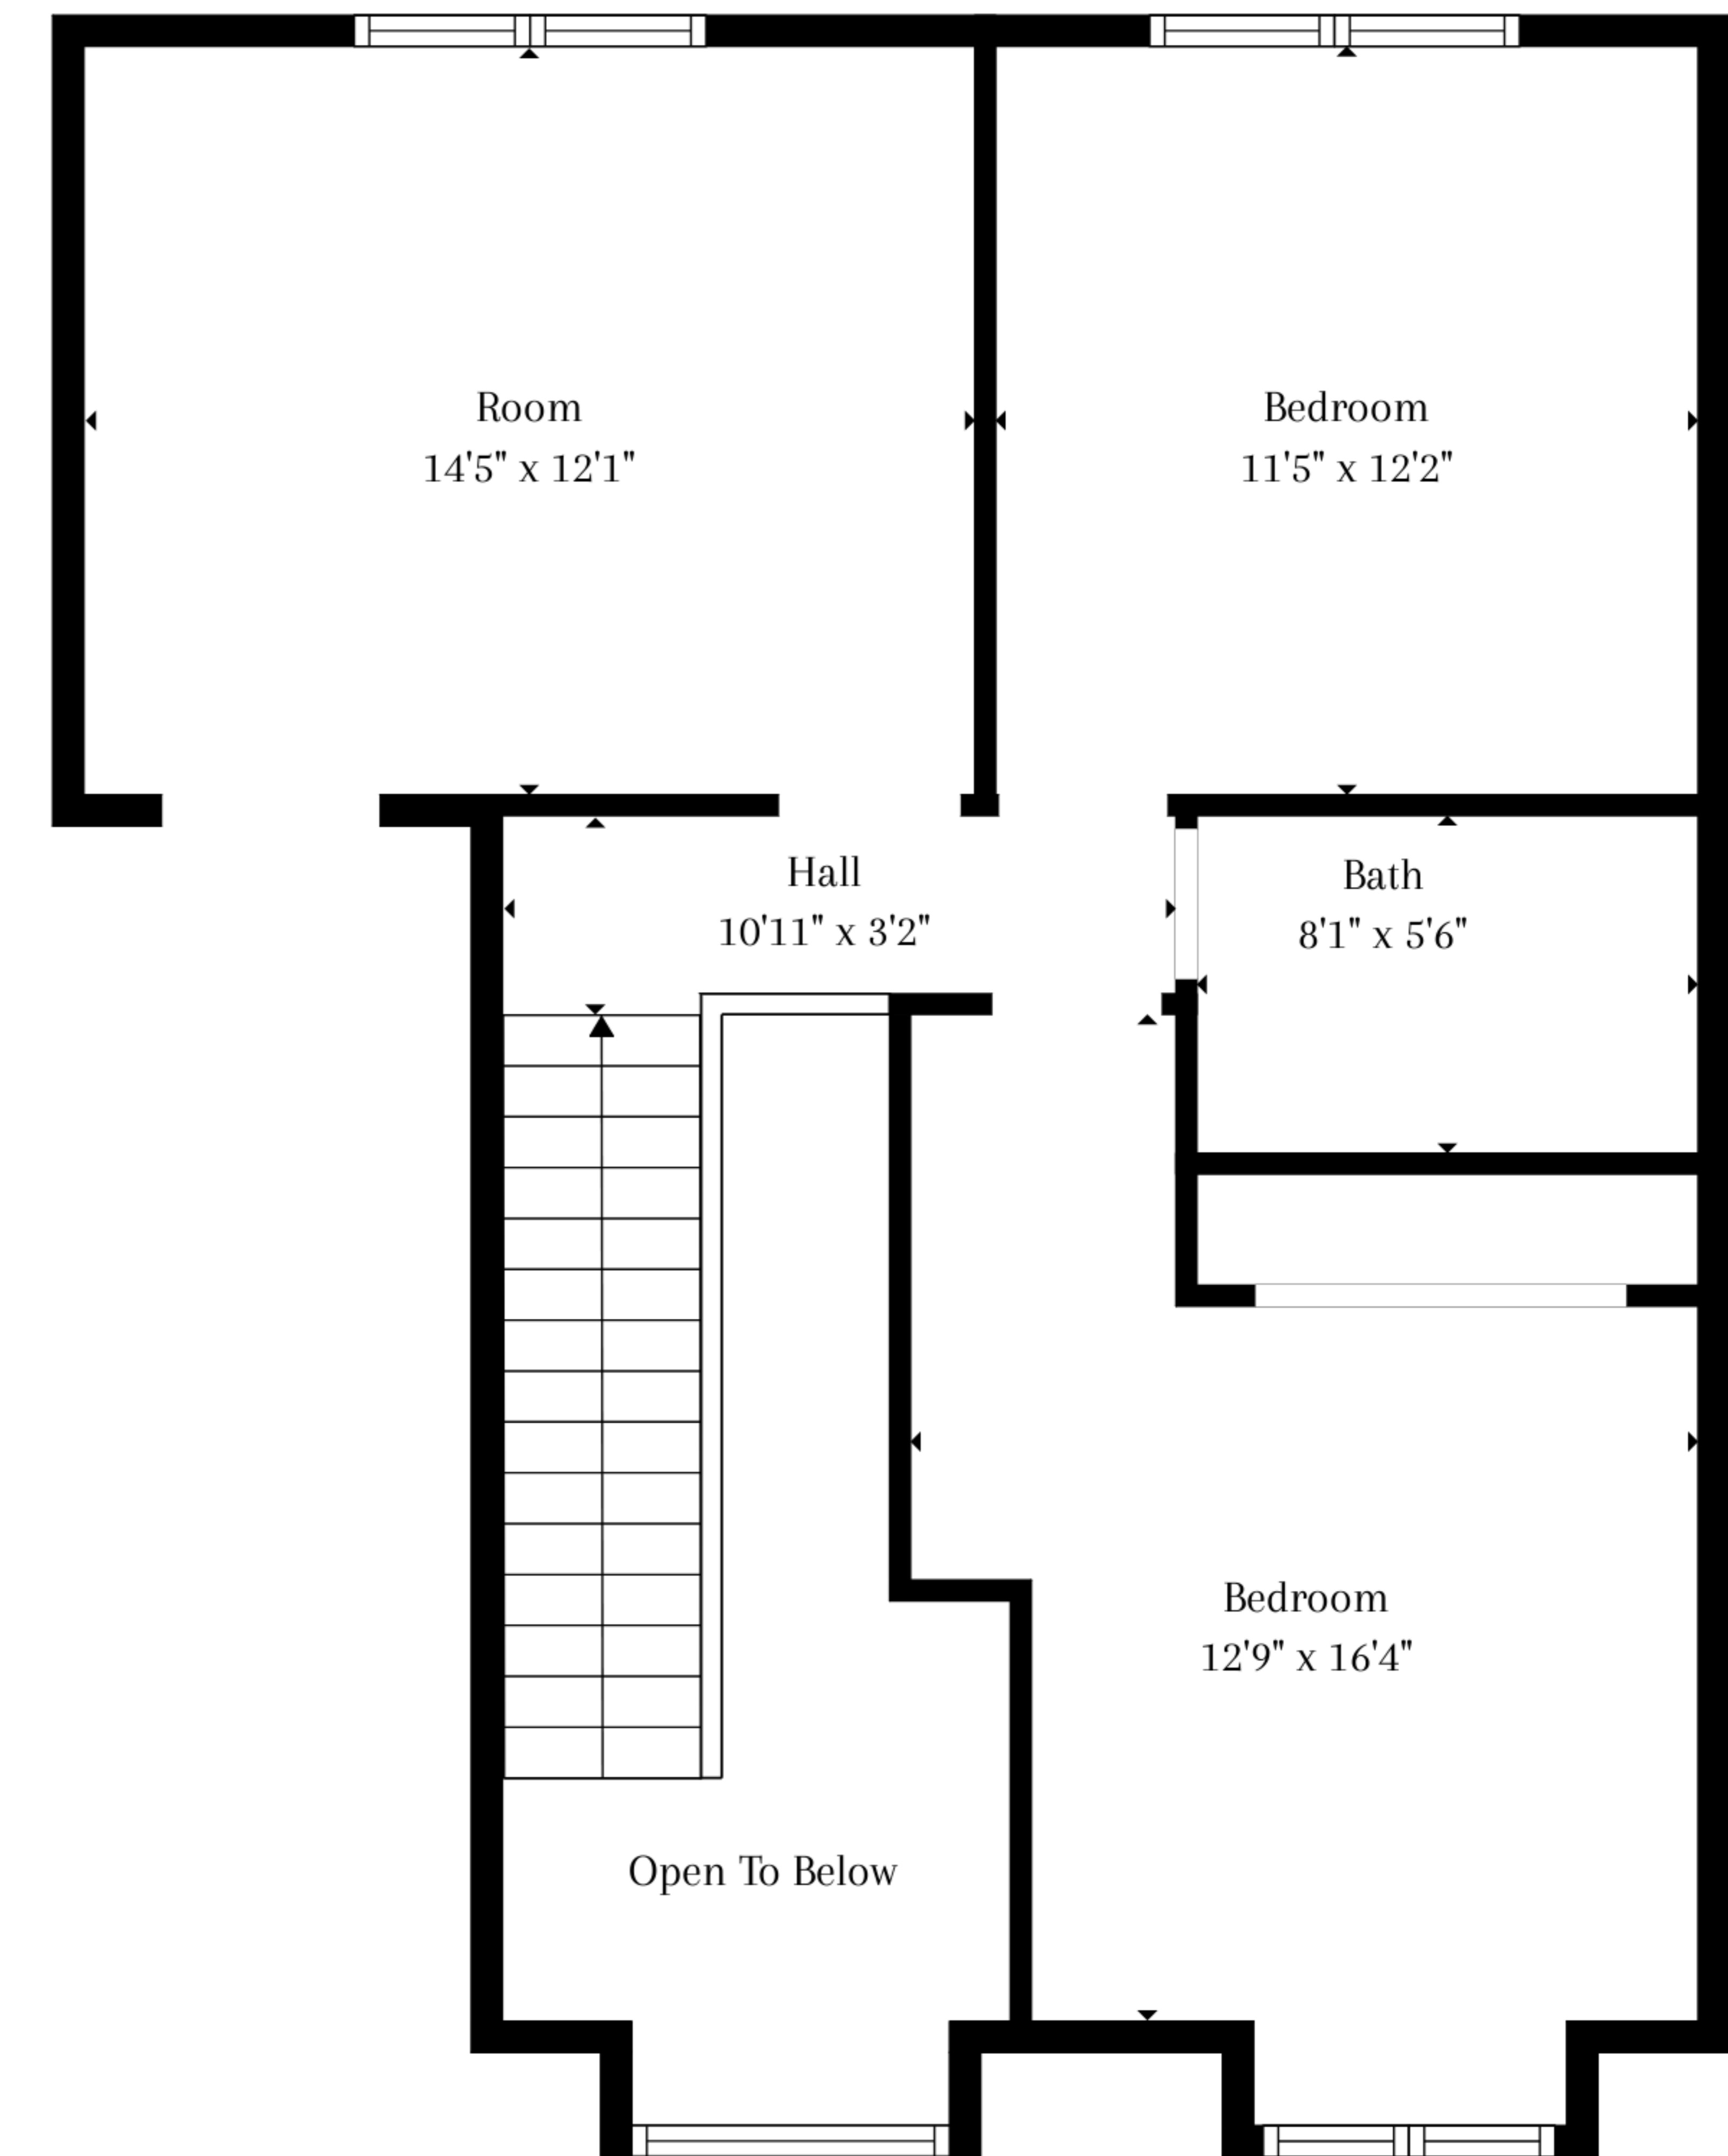 Room
14'5" x 12'1"
Bedroom
11'5" x 12'2"
Hall
10'11" x 3'2"
Bath
8'1" x 5'6"
Bedroom
12'9" x 16'4"
Open To Below